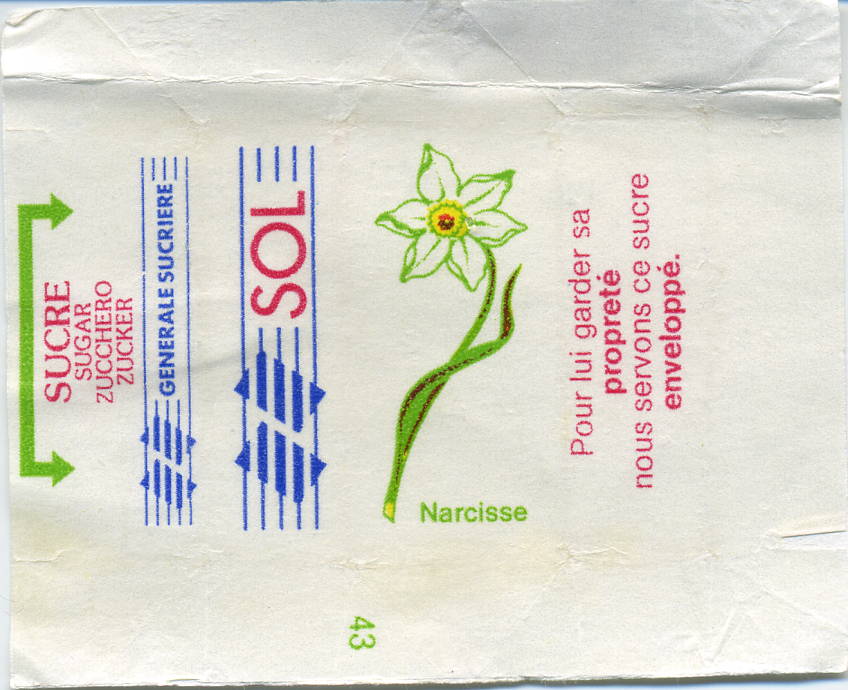 SUCRE
SUGAR
ZUCCHERO
ZUCKER
GENERALE SUCRIERE
SOL
Narcisse
Pour lui garder sa
propreté
nous servons ce sucre
enveloppé.
43